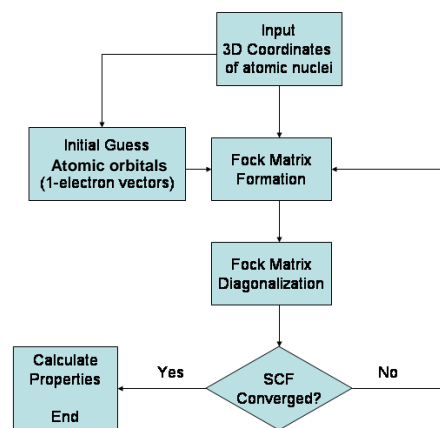 Input
3D Coordinates
of atomic nuclei
Initial Guess
Atomic orbitals
(1-electron vectors)
Fock Matrix
Formation
Fock Matrix
Diagonalization
SCF
Converged?
Yes
No
Calculate
Properties
End